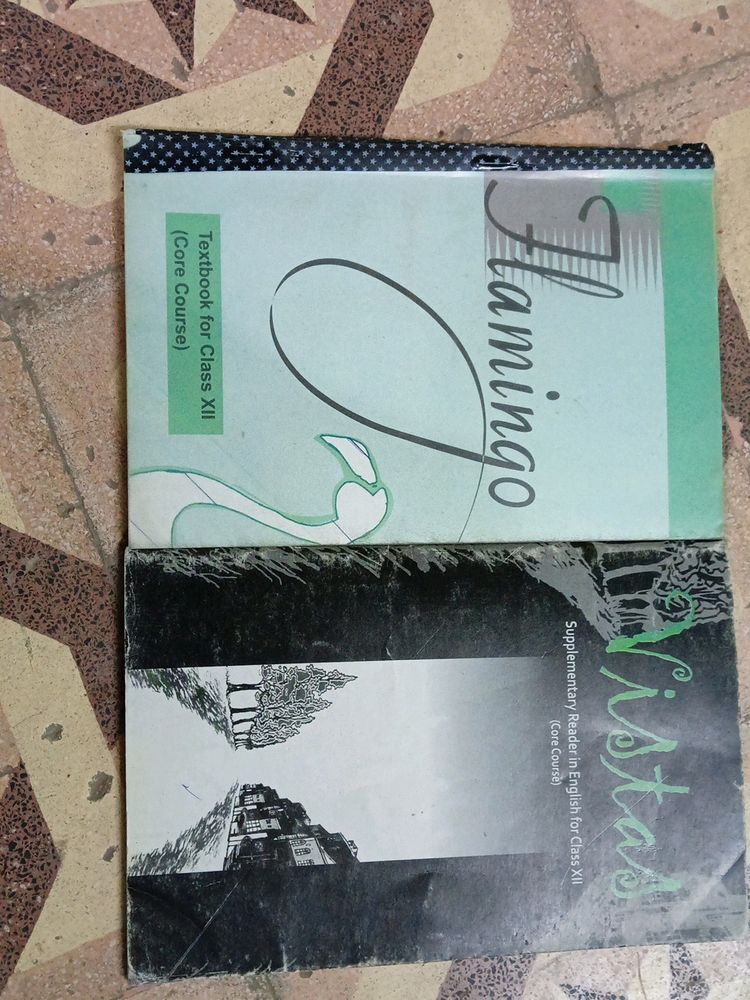 Flamingo
Textbook for Class XII
(Core Course)
Vistas
Supplementary Reader in English for Class XII
(Core Course)